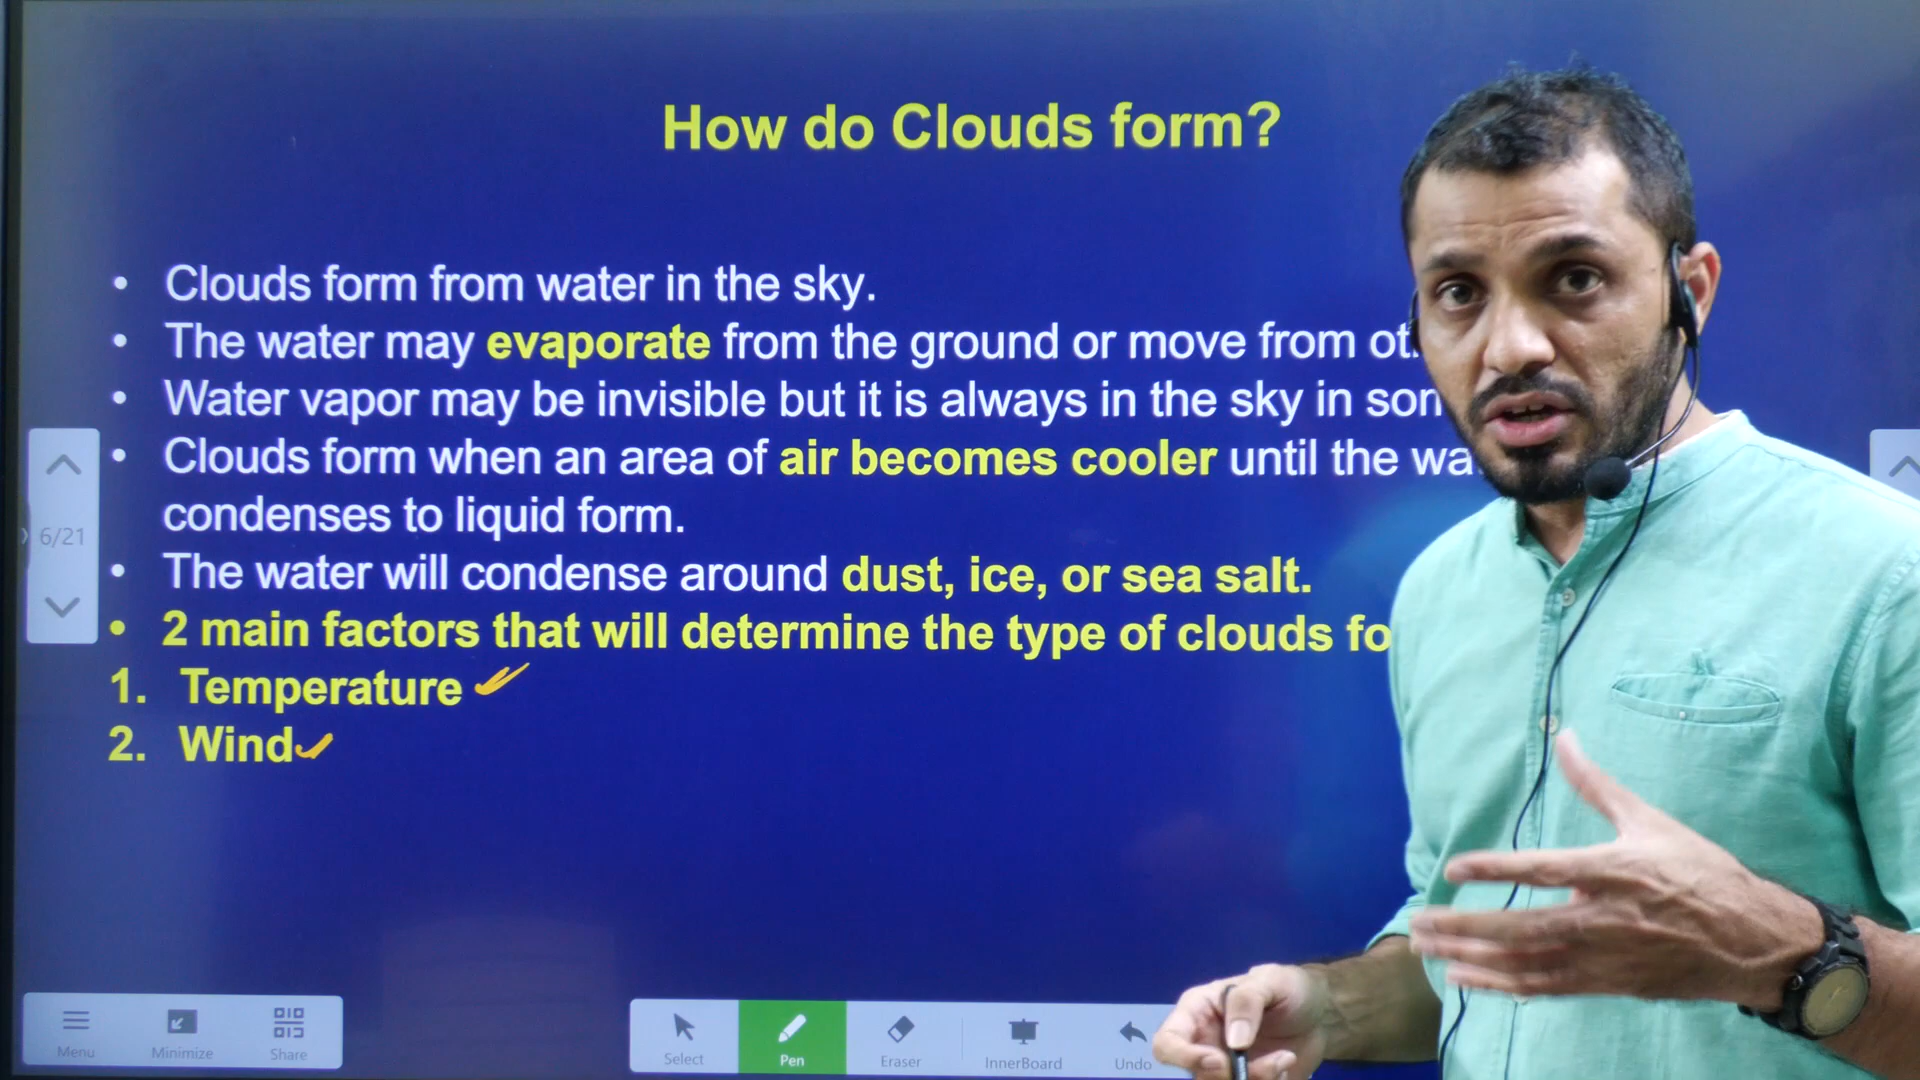 How do Clouds form?
• Clouds form from water in the sky.
• The water may evaporate from the ground or move from
• Water vapor may be invisible but it is always in the sky in
• Clouds form when an area of air becomes cooler until the
condenses to liquid form.
• The water will condense around dust, ice, or sea salt.
• 2 main factors that will determine the type of clouds
1. Temperature
2. Wind
6/21
Menu Minimize Share Select Pen Eraser InnerBoard Undo